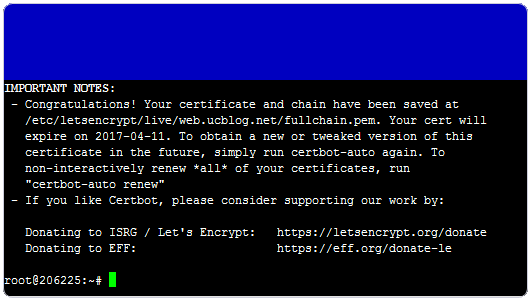 IMPORTANT NOTES:
- Congratulations! Your certificate and chain have been saved at
/etc/letsencrypt/live/web.ucblog.net/fullchain.pem. Your cert will
expire on 2017-04-11. To obtain a new or tweaked version of this
certificate in the future, simply run certbot-auto again. To
non-interactively renew *all* of your certificates, run
"certbot-auto renew"
- If you like Certbot, please consider supporting our work by:
Donating to ISRG / Let's Encrypt: https://letsencrypt.org/donate
Donating to EFF: https://eff.org/donate-le
root@206225:~#